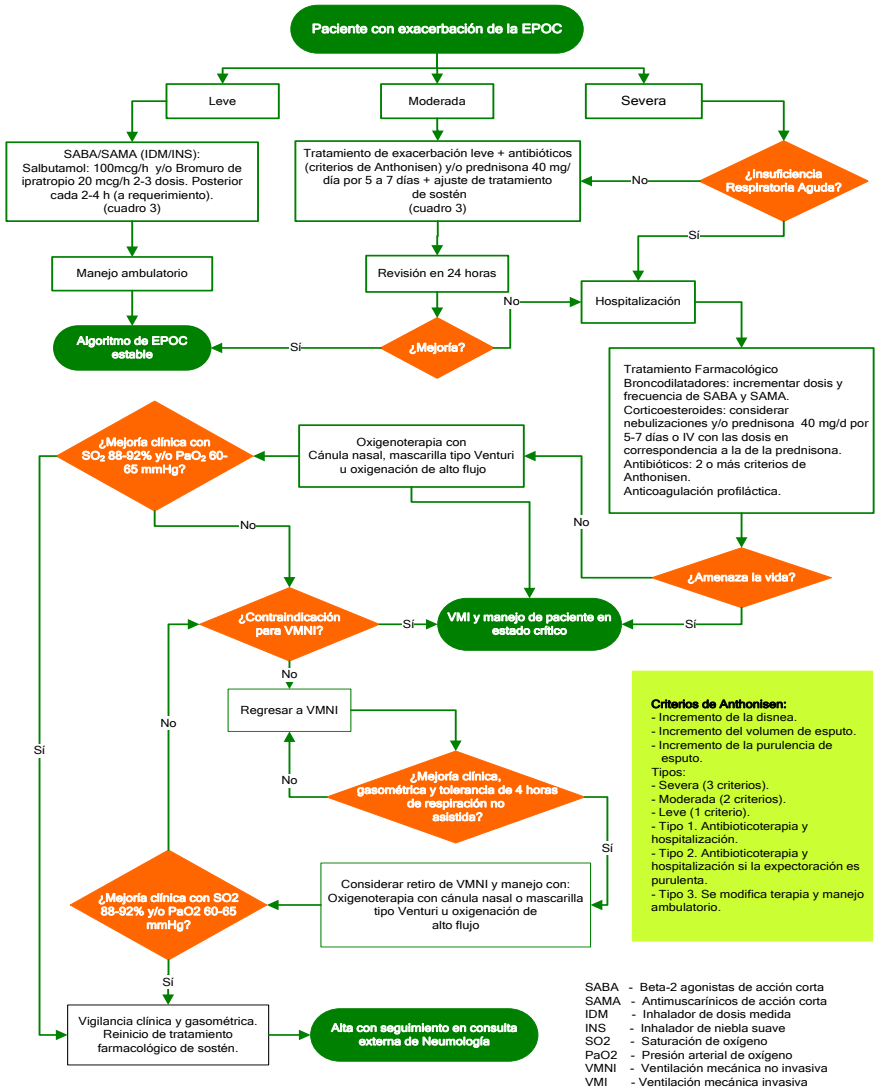 Paciente con exacerbación de la EPOC
Leve
Moderada
Severa
SABA/SAMA (IDM/INS):
Salbutamol: 100mcg/h y/o Bromuro de
ipratropio 20 mcg/h 2-3 dosis. Posterior
cada 2-4 h (a requerimiento).
(cuadro 3)
Tratamiento de exacerbación leve + antibióticos
(criterios de Anthonisen) y/o prednisona 40 mg/
día por 5 a 7 días + ajuste de tratamiento
de sostén
(cuadro 3)
No
¿Insuficiencia
Respiratoria Aguda?
Sí
Manejo ambulatorio
Revisión en 24 horas
Hospitalización
No
Algoritmo de EPOC
estable
Sí
¿Mejoría?
Tratamiento Farmacológico
Broncodilatadores: incrementar dosis y
frecuencia de SABA y SAMA.
Corticoesteroides: considerar
nebulizaciones y/o prednisona 40 mg/d por
5-7 días o IV con las dosis en
correspondencia a la de la prednisona.
Antibióticos: 2 o más criterios de
Anthonisen.
Anticoagulación profiláctica.
¿Mejoría clínica con
SO2 88-92% y/o PaO2 60-
65 mmHg?
Oxigenoterapia con
Cánula nasal, mascarilla tipo Venturi
u oxigenación de alto flujo
No
No
¿Amenaza la vida?
¿Contraindicación
para VMNI?
Sí
VMI y manejo de paciente en
estado crítico
Sí
No
Regresar a VMNI
No
Sí
No
¿Mejoría clínica,
gasométrica y tolerancia de 4 horas
de respiración no
asistida?
Sí
Criterios de Anthonisen:
- Incremento de la disnea.
- Incremento del volumen de esputo.
- Incremento de la purulencia de
esputo.
Tipos:
- Severa (3 criterios).
- Moderada (2 criterios).
- Leve (1 criterio).
- Tipo 1. Antibioticoterapia y
hospitalización.
- Tipo 2. Antibioticoterapia y
hospitalización si la expectoración es
purulenta.
- Tipo 3. Se modifica terapia y manejo
ambulatorio.
¿Mejoría clínica con SO2
88-92% y/o PaO2 60-65
mmHg?
Considerar retiro de VMNI y manejo con:
Oxigenoterapia con cánula nasal o mascarilla
tipo Venturi u oxigenación de
alto flujo
Sí
Vigilancia clínica y gasométrica.
Reinicio de tratamiento
farmacológico de sostén.
Alta con seguimiento en consulta
externa de Neumología
SABA - Beta-2 agonistas de acción corta
SAMA - Antimuscarínicos de acción corta
IDM - Inhalador de dosis medida
INS - Inhalador de niebla suave
SO2 - Saturación de oxígeno
PaO2 - Presión arterial de oxígeno
VMNI - Ventilación mecánica no invasiva
VMI - Ventilación mecánica invasiva